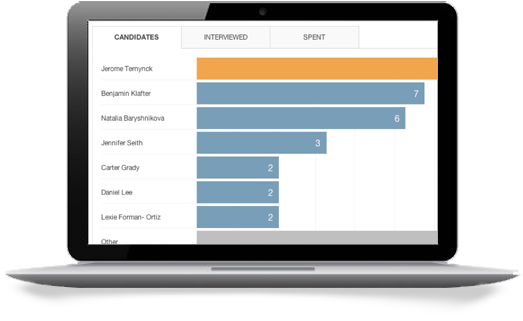 CANDIDATES INTERVIEWED SPENT
Jerome Ternynck
Benjamin Klafter 7
Natalia Baryshnikova 6
Jennifer Seith 3
Carter Grady 2
Daniel Lee 2
Lexie Forman- Ortiz 2
Other